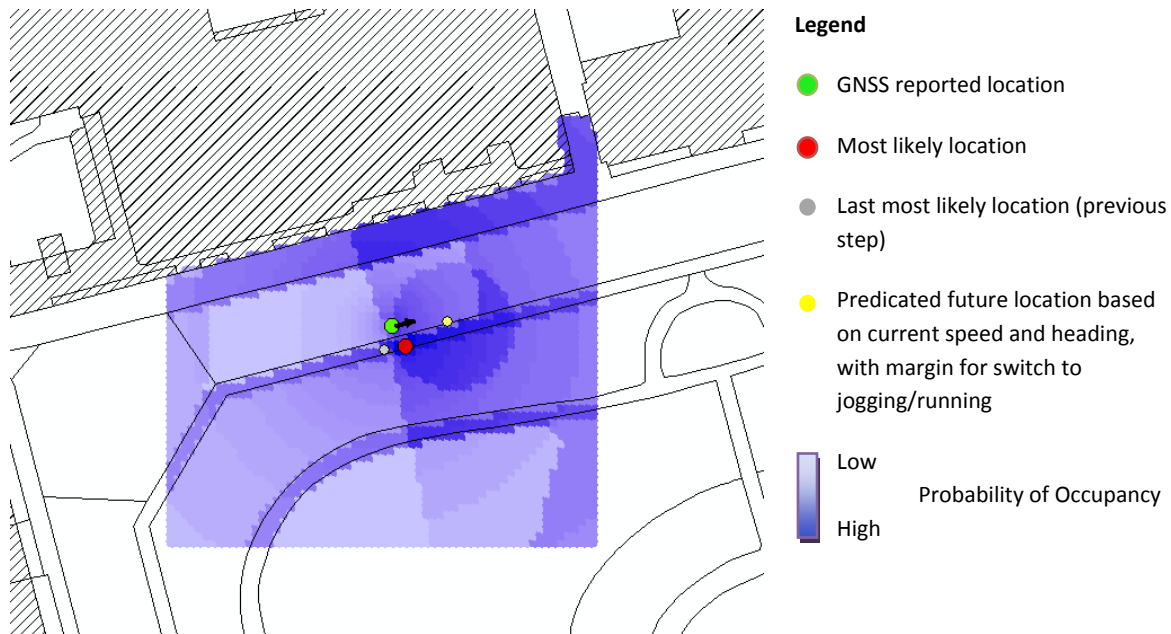 Legend
GNSS reported location
Most likely location
Last most likely location (previous
step)
Predicated future location based
on current speed and heading,
with margin for switch to
jogging/running
Low
Probability of Occupancy
High